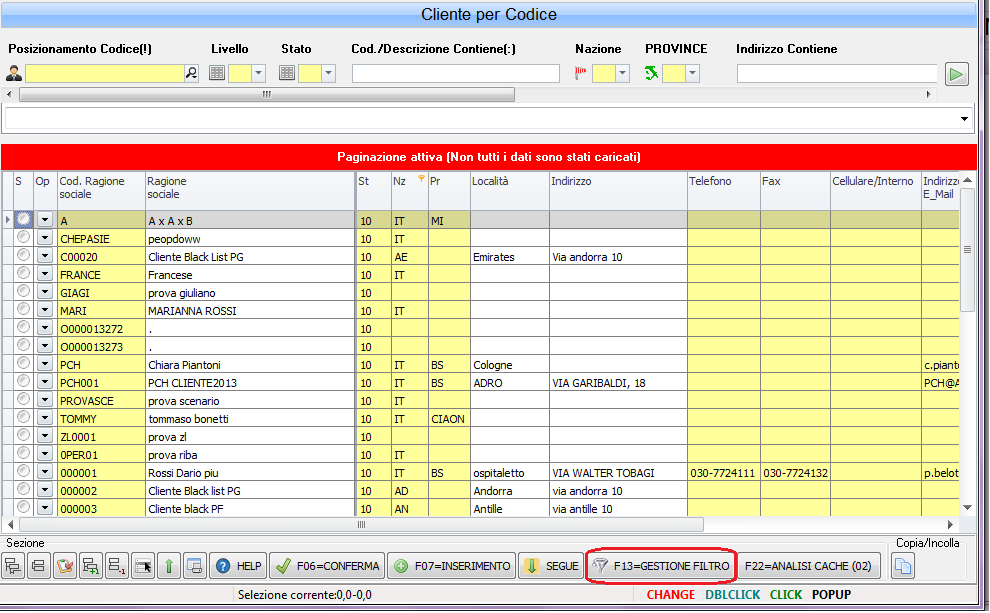 Cliente per Codice
Posizionamento Codice(!) Livello Stato Cod./Descrizione Contiene(:) Nazione PROVINCE Indirizzo Contiene
Paginazione attiva (Non tutti i dati sono stati caricati)
S Op Cod. Ragione sociale Ragione sociale St Nz Pr Località Indirizzo Telefono Fax Cellulare/Interno Indirizzo E_Mail
A A x A x B 10 IT MI
CHEPASIE peopdoww 10 IT
C00020 Cliente Black List PG 10 AE Emirates Via andorra 10
FRANCE Francese 10 IT
GIAGI prova giuliano 10
MARI MARIANNA ROSSI 10 IT
O000013272 . 10
O000013273 . 10
PCH Chiara Piantoni 10 IT BS Cologne c.piant
PCH001 PCH CLIENTE2013 10 IT BS ADRO VIA GARIBALDI, 18 PCH@A
PROVASCE prova scenario 10 IT
TOMMY tommaso bonetti 10 IT CIAON
ZL0001 prova zl 10
0PER01 prova riba 10 IT
000001 Rossi Dario piu 10 IT BS ospitaletto VIA WALTER TOBAGI 030-7724111 030-7724132 p.belot
000002 Cliente Black list PG 10 AD Andorra via andorra 10
000003 Cliente black PF 10 AN Antille via antille 10
Sezione Copia/Incolla
HELP F06=CONFERMA F07=INSERIMENTO SEGUE F13=GESTIONE FILTRO F22=ANALISI CACHE (02)
Selezione corrente:0,0-0,0 CHANGE DBLCLICK CLICK POPUP